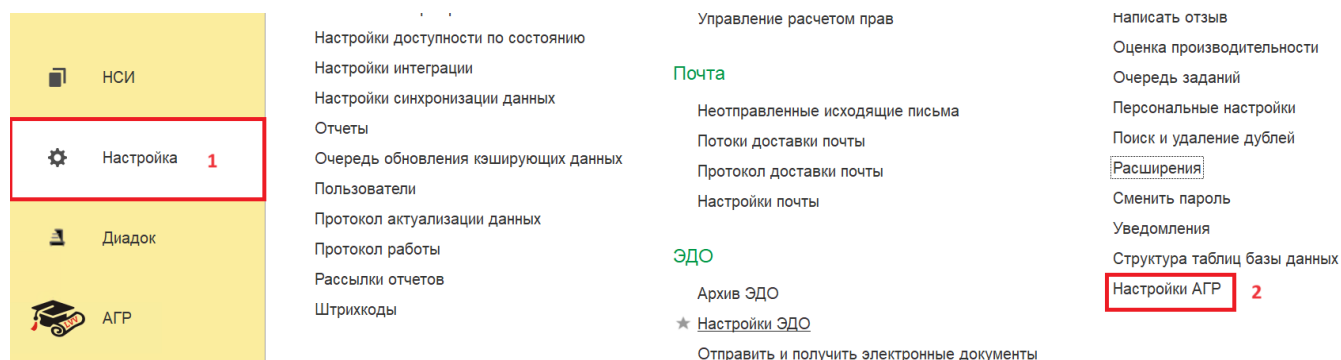 НСИ
Настройка 1
Диадок
АГР
Настройки доступности по состоянию
Настройки интеграции
Настройки синхронизации данных
Отчеты
Очередь обновления кэширующих данных
Пользователи
Протокол актуализации данных
Протокол работы
Рассылки отчетов
Штрихкоды
Управление расчетом прав
Почта
Неотправленные исходящие письма
Потоки доставки почты
Протокол доставки почты
Настройки почты
ЭДО
Архив ЭДО
Настройки ЭДО
Отправить и получить электронные документы
Написать отзыв
Оценка производительности
Очередь заданий
Персональные настройки
Поиск и удаление дублей
Расширения
Сменить пароль
Уведомления
Структура таблиц базы данных
Настройки АГР 2